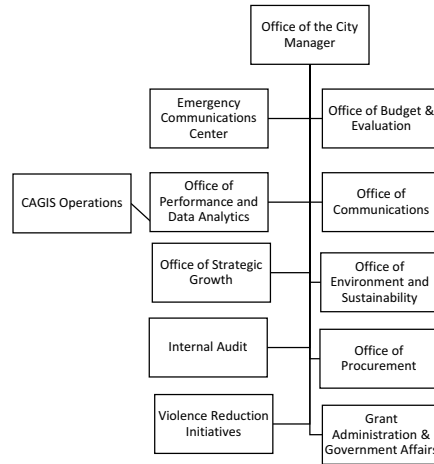 Office of the City
Manager
Emergency
Communications
Center
Office of Budget &
Evaluation
CAGIS Operations
Office of
Performance and
Data Analytics
Office of
Communications
Office of Strategic
Growth
Office of
Environment and
Sustainability
Internal Audit
Office of
Procurement
Violence Reduction
Initiatives
Grant
Administration &
Government Affairs